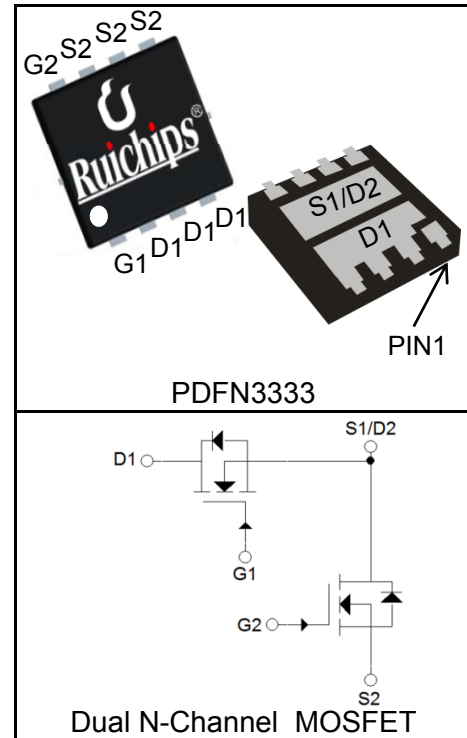 G2 S2 S2 S2
Ruichips®
G1 D1 D1 D1
S1/D2
D1
PIN1
PDFN3333
S1/D2
D1
G1
G2
S2
Dual N-Channel MOSFET